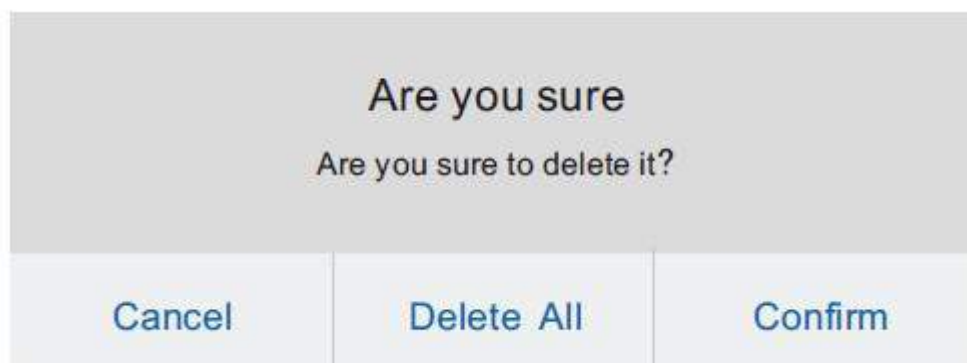 Are you sure
Are you sure to delete it?
Cancel
Delete All
Confirm